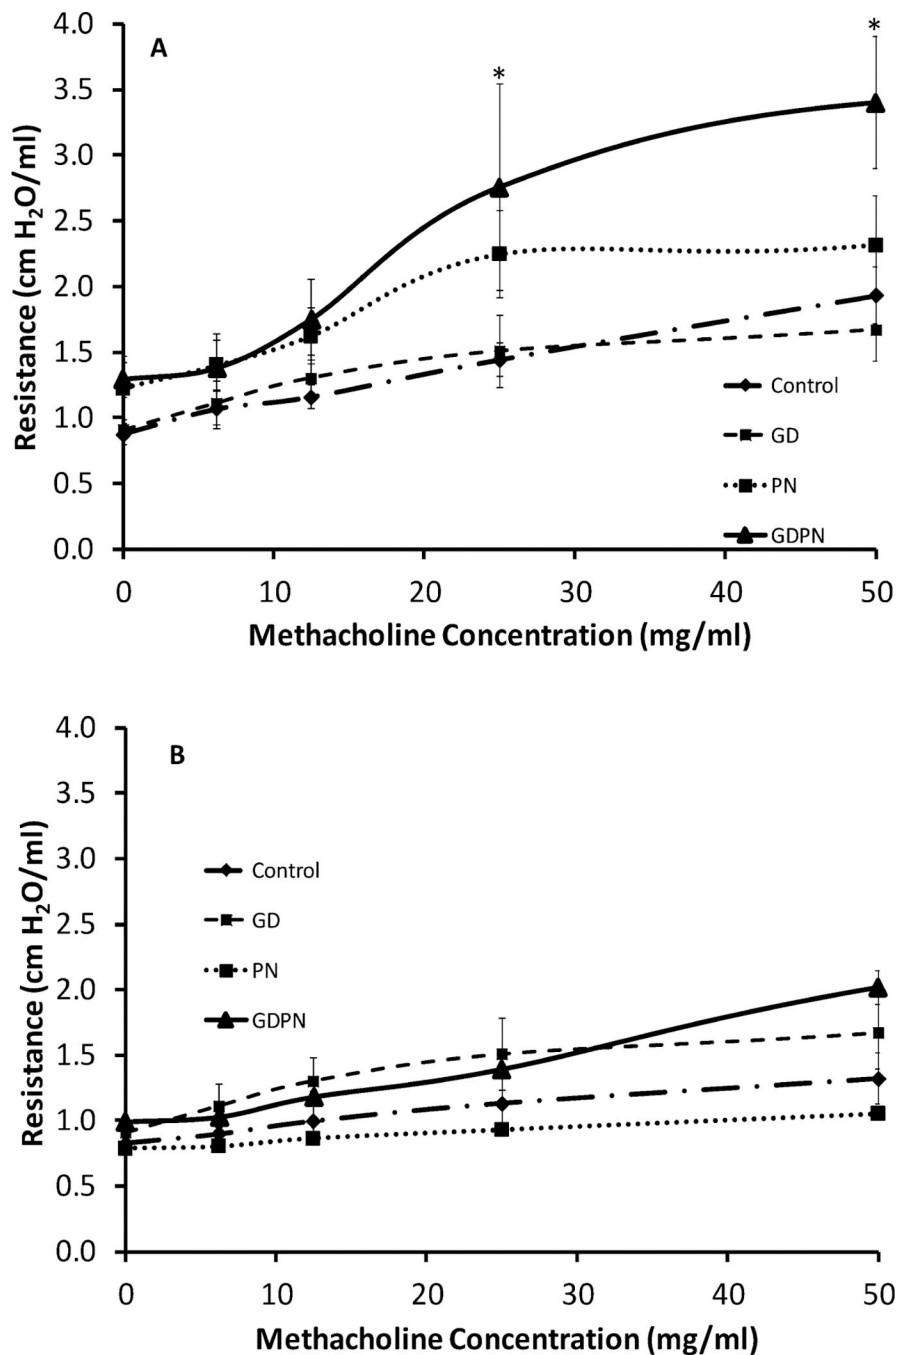 A
*
*
4.0
3.5
3.0
2.5
2.0
1.5
1.0
0.5
0.0
Resistance (cm H₂O/ml)
Control
GD
PN
GDPN
0 10 20 30 40 50
Methacholine Concentration (mg/ml)
B
4.0
3.5
3.0
2.5
2.0
1.5
1.0
0.5
0.0
Resistance (cm H₂O/ml)
Control
GD
PN
GDPN
0 10 20 30 40 50
Methacholine Concentration (mg/ml)